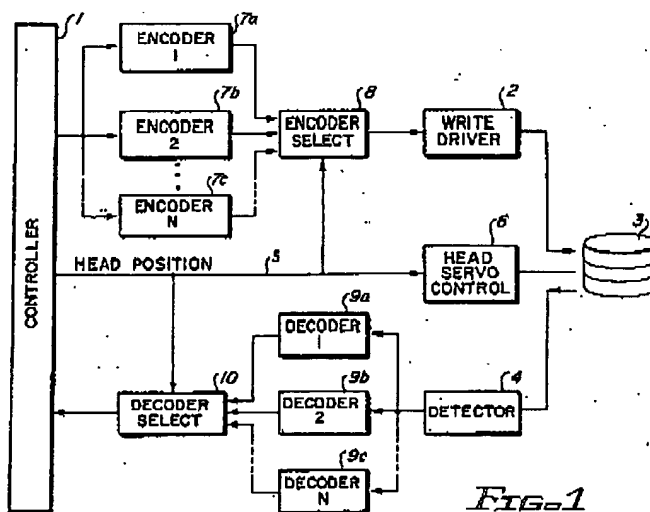 1
CONTROLLER
7a
ENCODER
1
7b
ENCODER
2
7c
ENCODER
N
8
ENCODER
SELECT
2
WRITE
DRIVER
3
HEAD POSITION
5
6
HEAD
SERVO
CONTROL
9a
DECODER
1
9b
DECODER
2
9c
DECODER
N
10
DECODER
SELECT
4
DETECTOR
FIG. 1